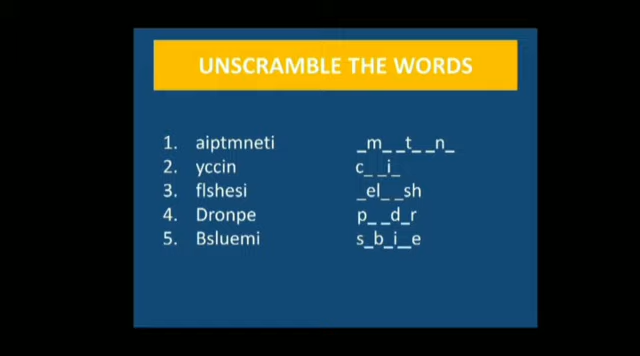 UNSCRAMBLE THE WORDS
1. aiptmneti _m_ _t_ _n_
2. yccin c_ _i_
3. flshesi _el_ _sh
4. Dronpe p_ _d_r
5. Bsluemi s_b_i_e